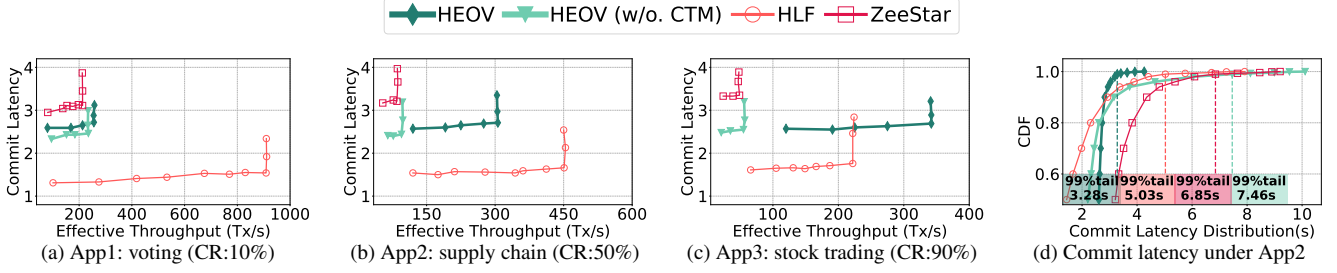 HEOV HEOV (w/o. CTM) HLF ZeeStar
Commit Latency
4
3
2
1
200 400 600 800 1000
Effective Throughput (Tx/s)
(a) App1: voting (CR:10%)
Commit Latency
4
3
2
1
150 300 450 600
Effective Throughput (Tx/s)
(b) App2: supply chain (CR:50%)
Commit Latency
4
3
2
1
100 200 300 400
Effective Throughput (Tx/s)
(c) App3: stock trading (CR:90%)
CDF
1.0
0.8
0.6
99%tail 99%tail 99%tail 99%tail
3.28s 5.03s 6.85s 7.46s
2 4 6 8 10
Commit Latency Distribution(s)
(d) Commit latency under App2